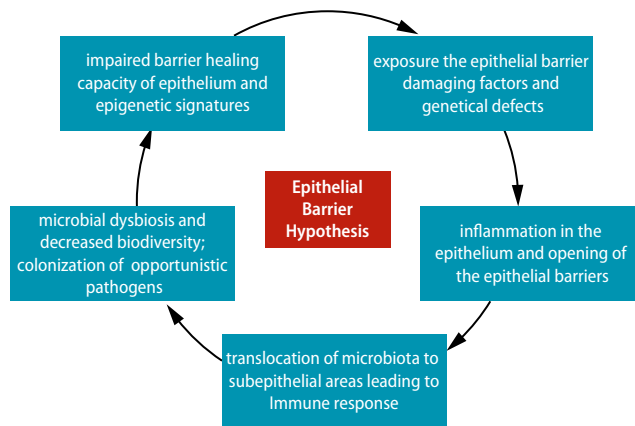 impaired barrier healing
capacity of epithelium and
epigenetic signatures
exposure the epithelial barrier
damaging factors and
genetical defects
Epithelial
Barrier
Hypothesis
microbial dysbiosis and
decreased biodiversity;
colonization of opportunistic
pathogens
inflammation in the
epithelium and opening of
the epithelial barriers
translocation of microbiota to
subepithelial areas leading to
Immune response